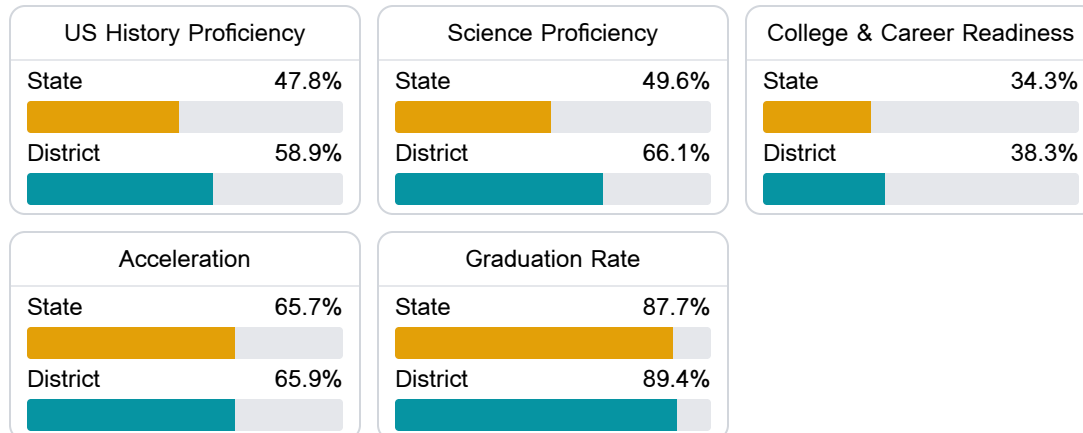 US History Proficiency
State 47.8%
District 58.9%
Science Proficiency
State 49.6%
District 66.1%
College & Career Readiness
State 34.3%
District 38.3%
Acceleration
State 65.7%
District 65.9%
Graduation Rate
State 87.7%
District 89.4%